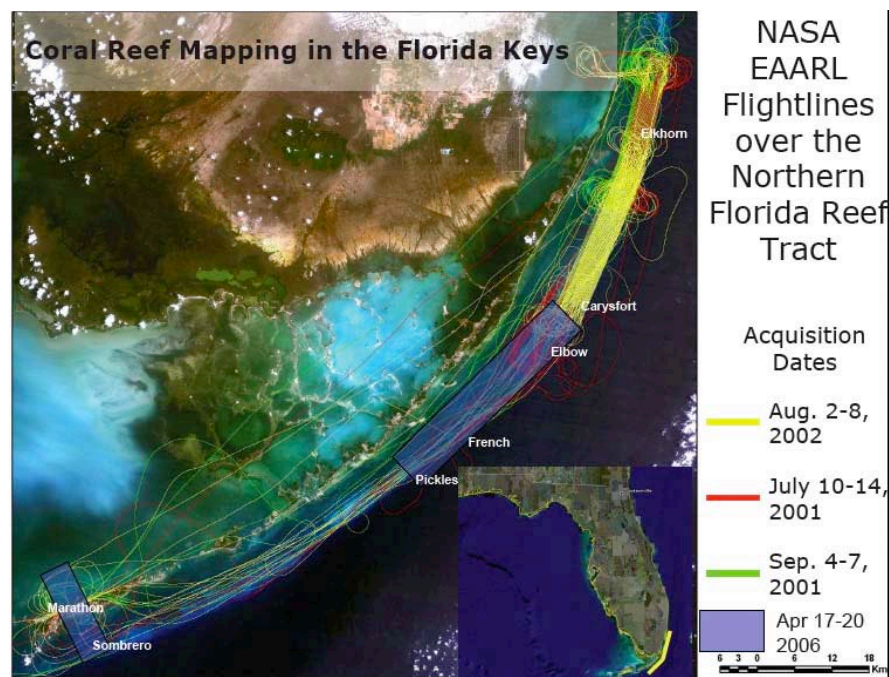 Coral Reef Mapping in the Florida Keys
Elkhorn
Carysfort
Elbow
French
Pickles
Marathon
Sombrero
NASA
EAARL
Flightlines
over the
Northern
Florida Reef
Tract
Acquisition
Dates
Aug. 2-8,
2002
July 10-14,
2001
Sep. 4-7,
2001
Apr 17-20
2006
6 3 0 6 12 18
Km